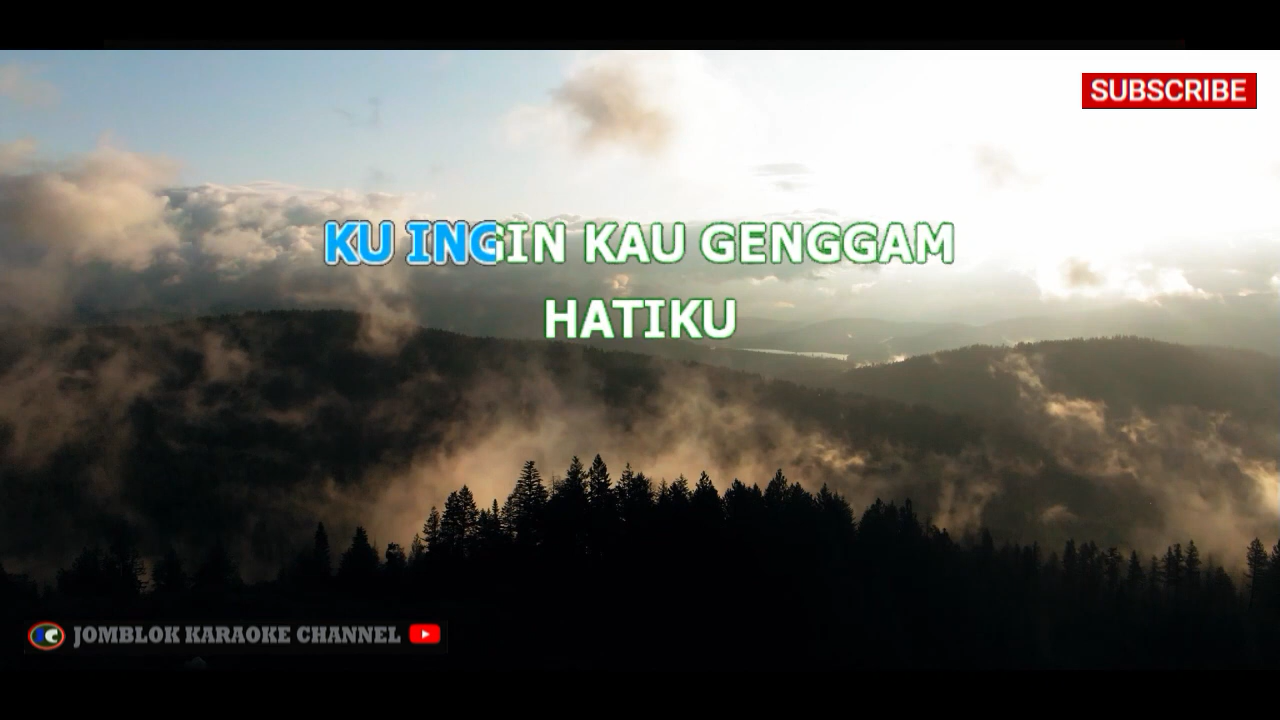 SUBSCRIBE
KU INGIN KAU GENGGAM
HATIKU
JOMBLOK KARAOKE CHANNEL